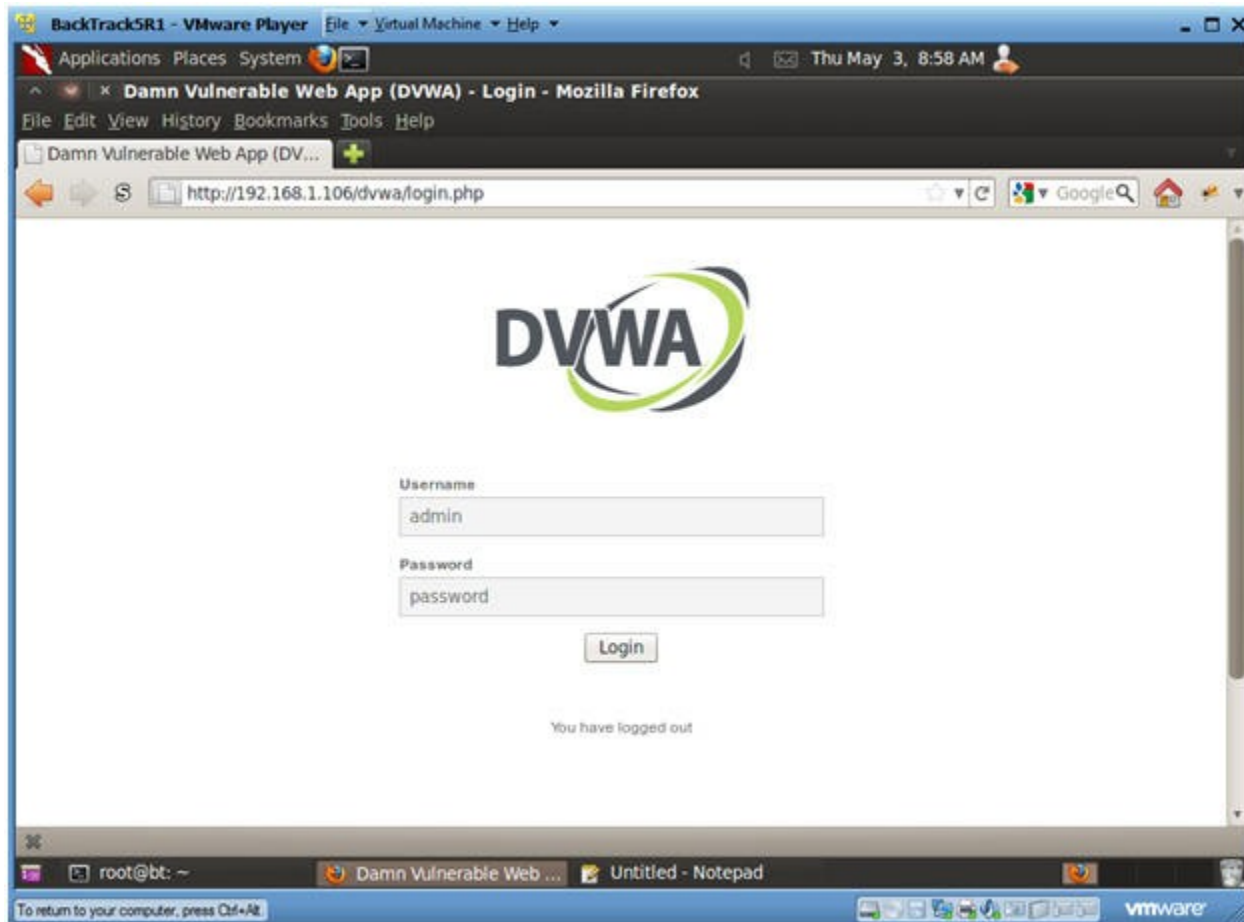 BackTrack5R1 - VMware Player File Virtual Machine Help
Applications Places System Thu May 3, 8:58 AM
Damn Vulnerable Web App (DVWA) - Login - Mozilla Firefox
File Edit View History Bookmarks Tools Help
Damn Vulnerable Web App (DV...
S http://192.168.1.106/dvwa/login.php Google
DVWA
Username
admin
Password
password
Login
You have logged out
root@bt: ~ Damn Vulnerable Web ... Untitled - Notepad
To return to your computer, press Ctrl+Alt. vmware